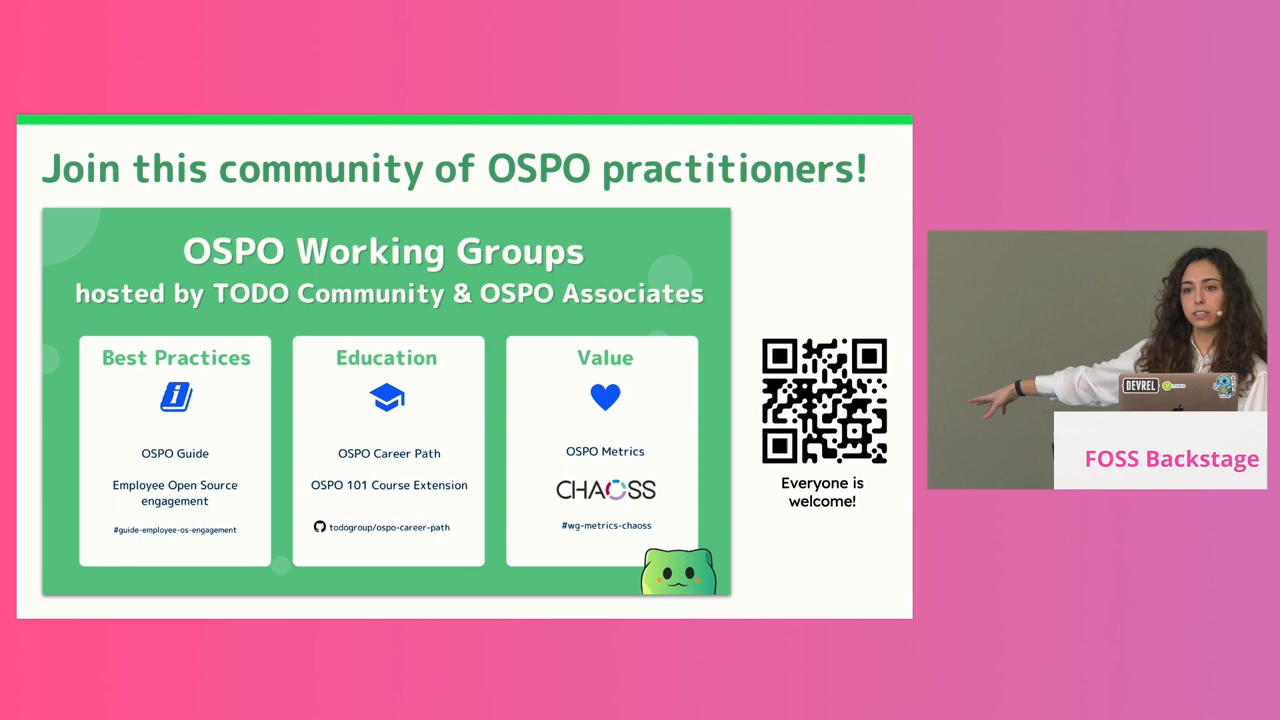 Join this community of OSPO practitioners!
OSPO Working Groups
hosted by TODO Community & OSPO Associates
Best Practices
OSPO Guide
Employee Open Source
engagement
#guide-employee-os-engagement
Education
OSPO Career Path
OSPO 101 Course Extension
todogroup/ospo-career-path
Value
OSPO Metrics
CHAOSS
#wg-metrics-chaoss
Everyone is
welcome!
DEVREL
FOSS Backstage